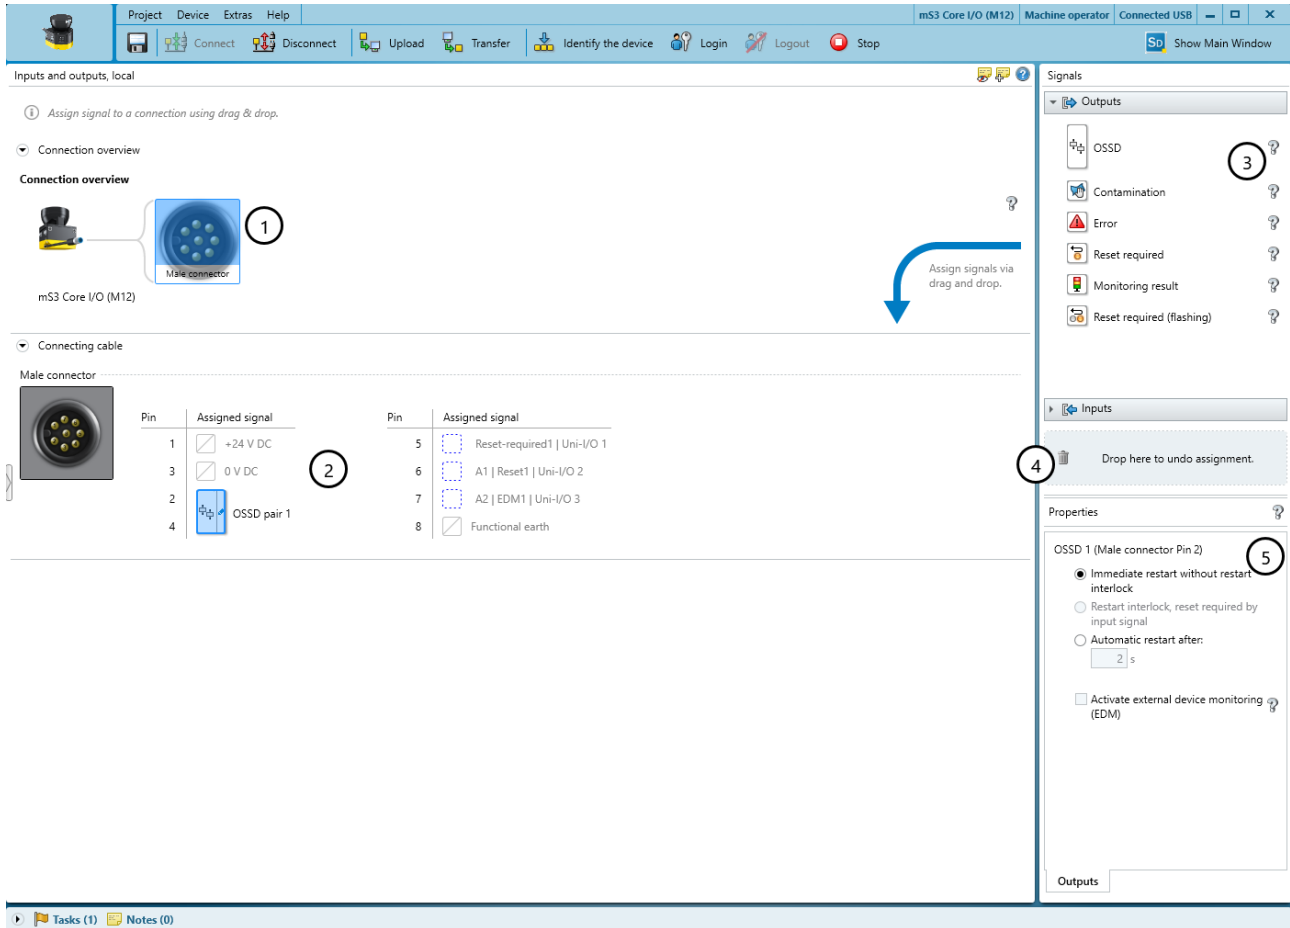 Project Device Extras Help
mS3 Core I/O (M12) Machine operator Connected USB
Connect Disconnect Upload Transfer Identify the device Login Logout Stop
SD Show Main Window
Inputs and outputs, local
Assign signal to a connection using drag & drop.
Connection overview
Connection overview
1
Male connector
mS3 Core I/O (M12)
Assign signals via
drag and drop.
Connecting cable
Male connector
Pin Assigned signal
1 +24 V DC
3 0 V DC
2
4
OSSD pair 1
2
Pin Assigned signal
5 Reset-required1 | Uni-I/O 1
6 A1 | Reset1 | Uni-I/O 2
7 A2 | EDM1 | Uni-I/O 3
8 Functional earth
Signals
Outputs
OSSD
3
Contamination
Error
Reset required
Monitoring result
Reset required (flashing)
Inputs
4
Drop here to undo assignment.
Properties
OSSD 1 (Male connector Pin 2)
5
Immediate restart without restart
interlock
Restart interlock, reset required by
input signal
Automatic restart after:
2 s
Activate external device monitoring
(EDM)
Outputs
Tasks (1) Notes (0)